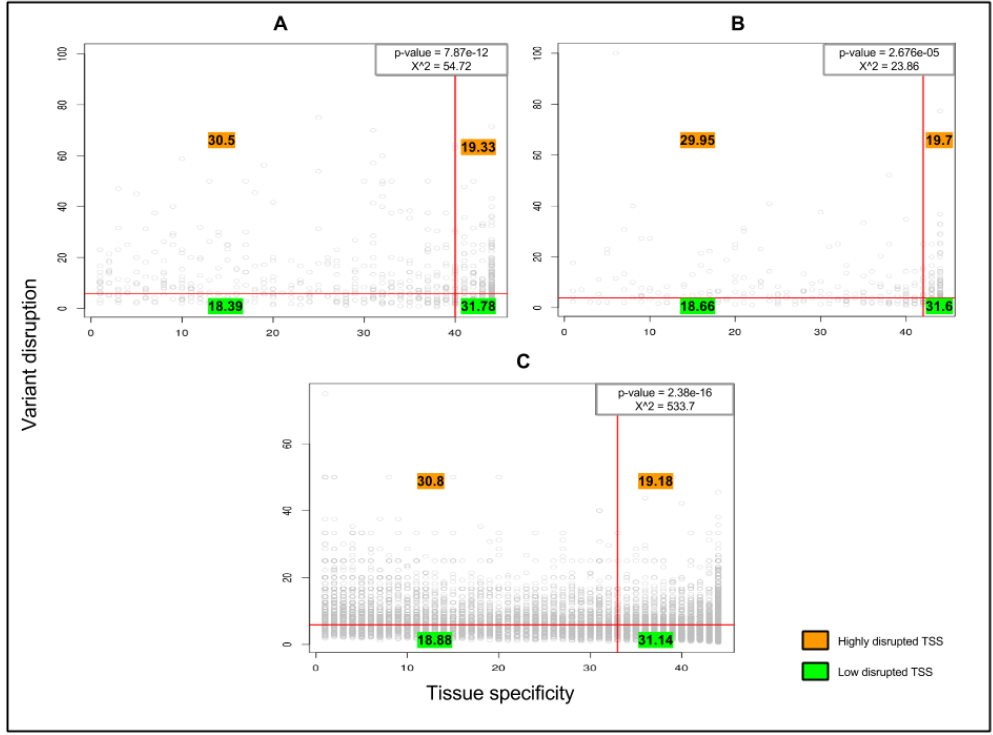 A
p-value = 7.87e-12
X^2 = 54.72
100
80
60
40
20
0
30.5
19.33
18.39
31.78
0 10 20 30 40
B
p-value = 2.676e-05
X^2 = 23.86
100
80
60
40
20
0
29.95
19.7
18.66
31.6
0 10 20 30 40
Variant disruption
C
p-value = 2.38e-16
X^2 = 533.7
60
40
20
0
30.8
19.18
18.88
31.14
0 10 20 30 40
Tissue specificity
Highly disrupted TSS
Low disrupted TSS